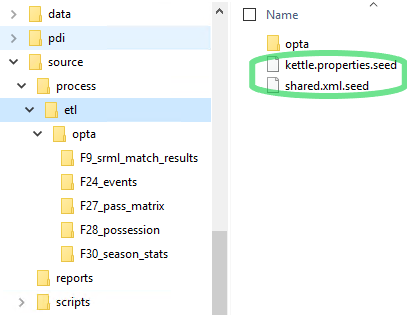 data
pdi
source
process
etl
opta
F9_srml_match_results
F24_events
F27_pass_matrix
F28_possession
F30_season_stats
reports
scripts
Name
opta
kettle.properties.seed
shared.xml.seed